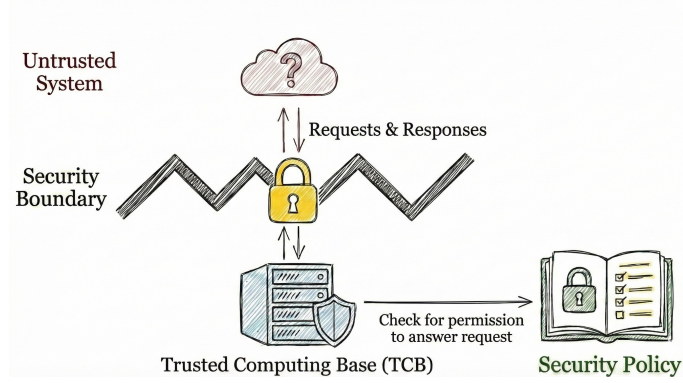 Untrusted
System
?
Requests & Responses
Security
Boundary
Check for permission
to answer request
Trusted Computing Base (TCB)
Security Policy